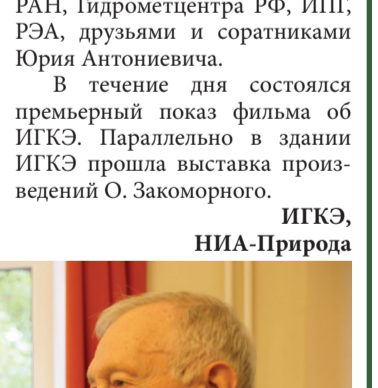 РАН, Гидрометцентра РФ, ИПГ,
РЭА, друзьями и соратниками
Юрия Антониевича.
В течение дня состоялся
премьерный показ фильма об
ИГКЭ. Параллельно в здании
ИГКЭ прошла выставка произ-
ведений О. Закоморного.
ИГКЭ,
НИА-Природа